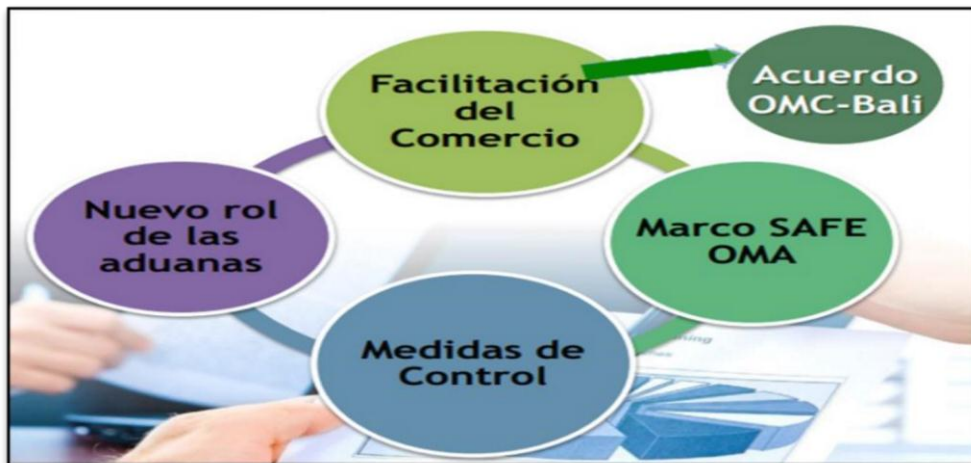 Facilitación
del
Comercio
Acuerdo
OMC-Bali
Nuevo rol
de las
aduanas
Marco SAFE
OMA
Medidas de
Control